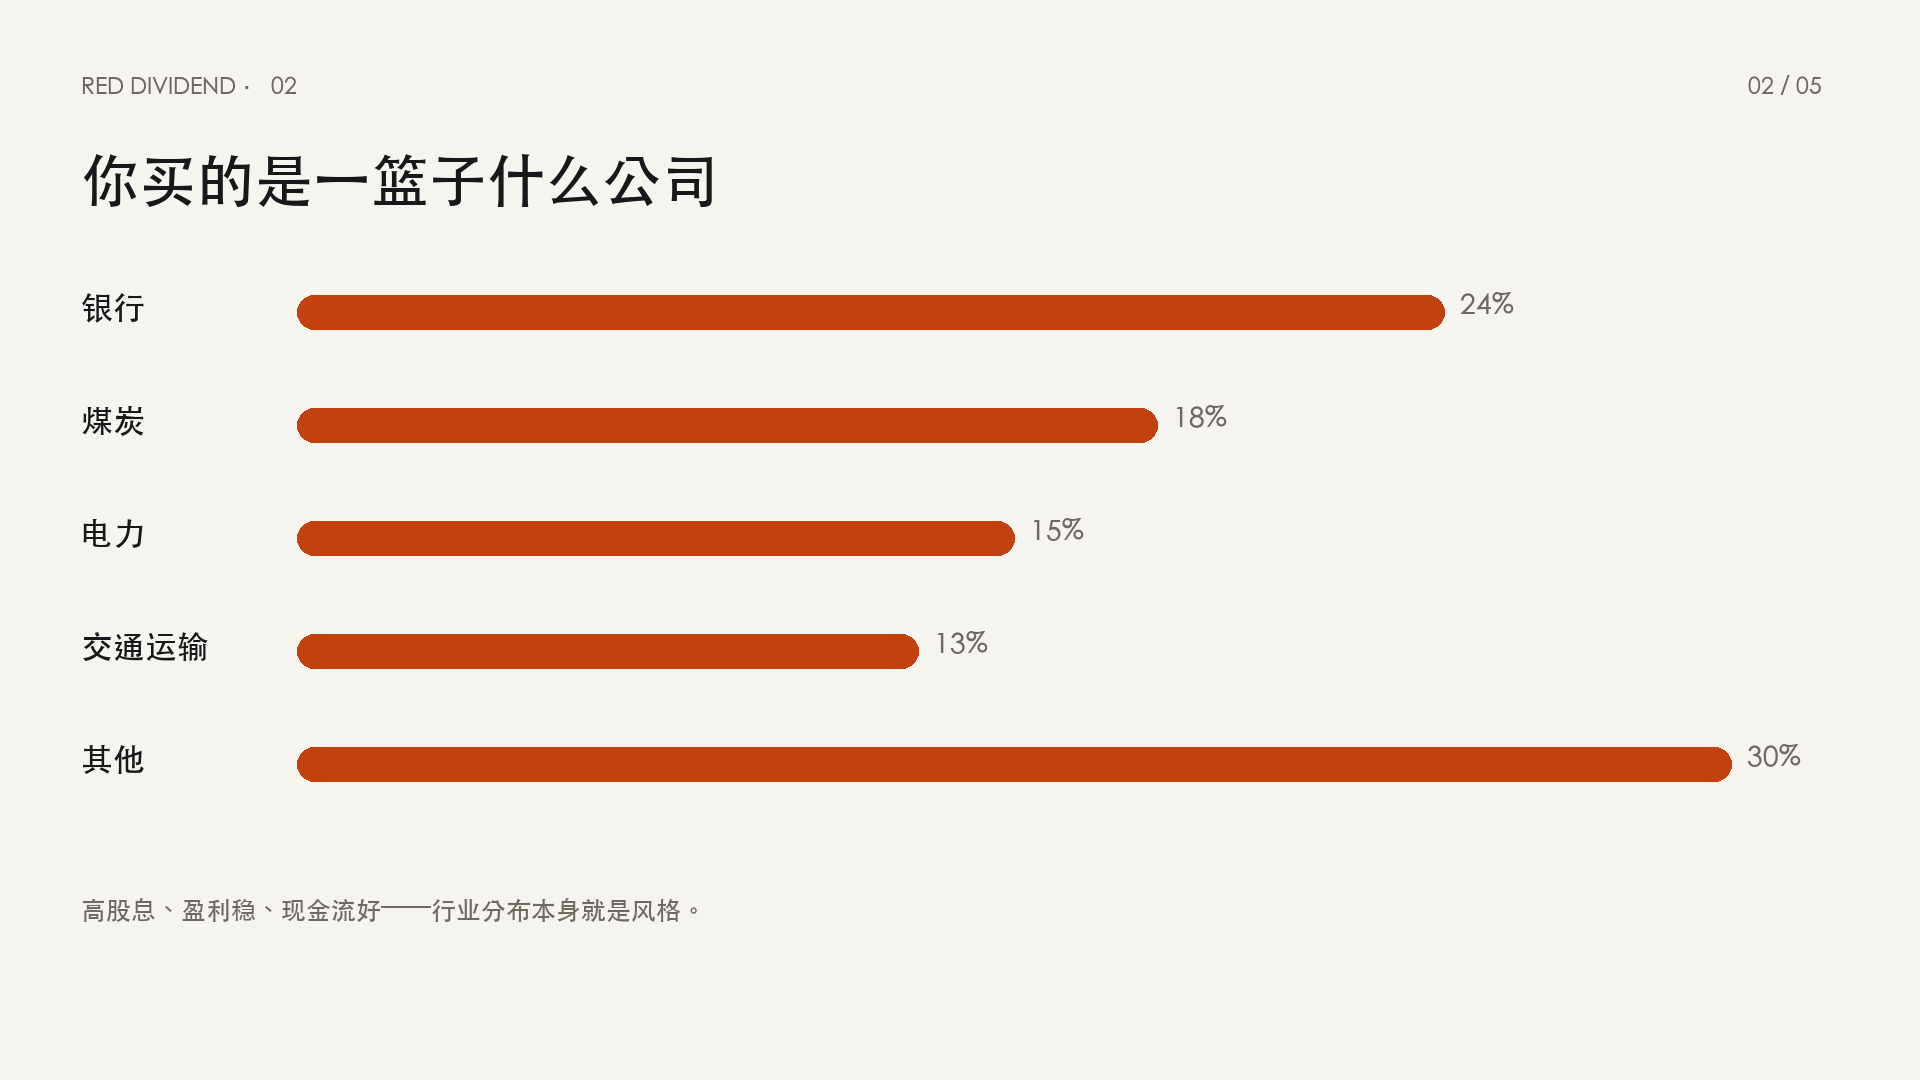 RED DIVIDEND · 02
02 / 05
你买的是一篮子什么公司
银行 24%
煤炭 18%
电力 15%
交通运输 13%
其他 30%
高股息、盈利稳、现金流好——行业分布本身就是风格。